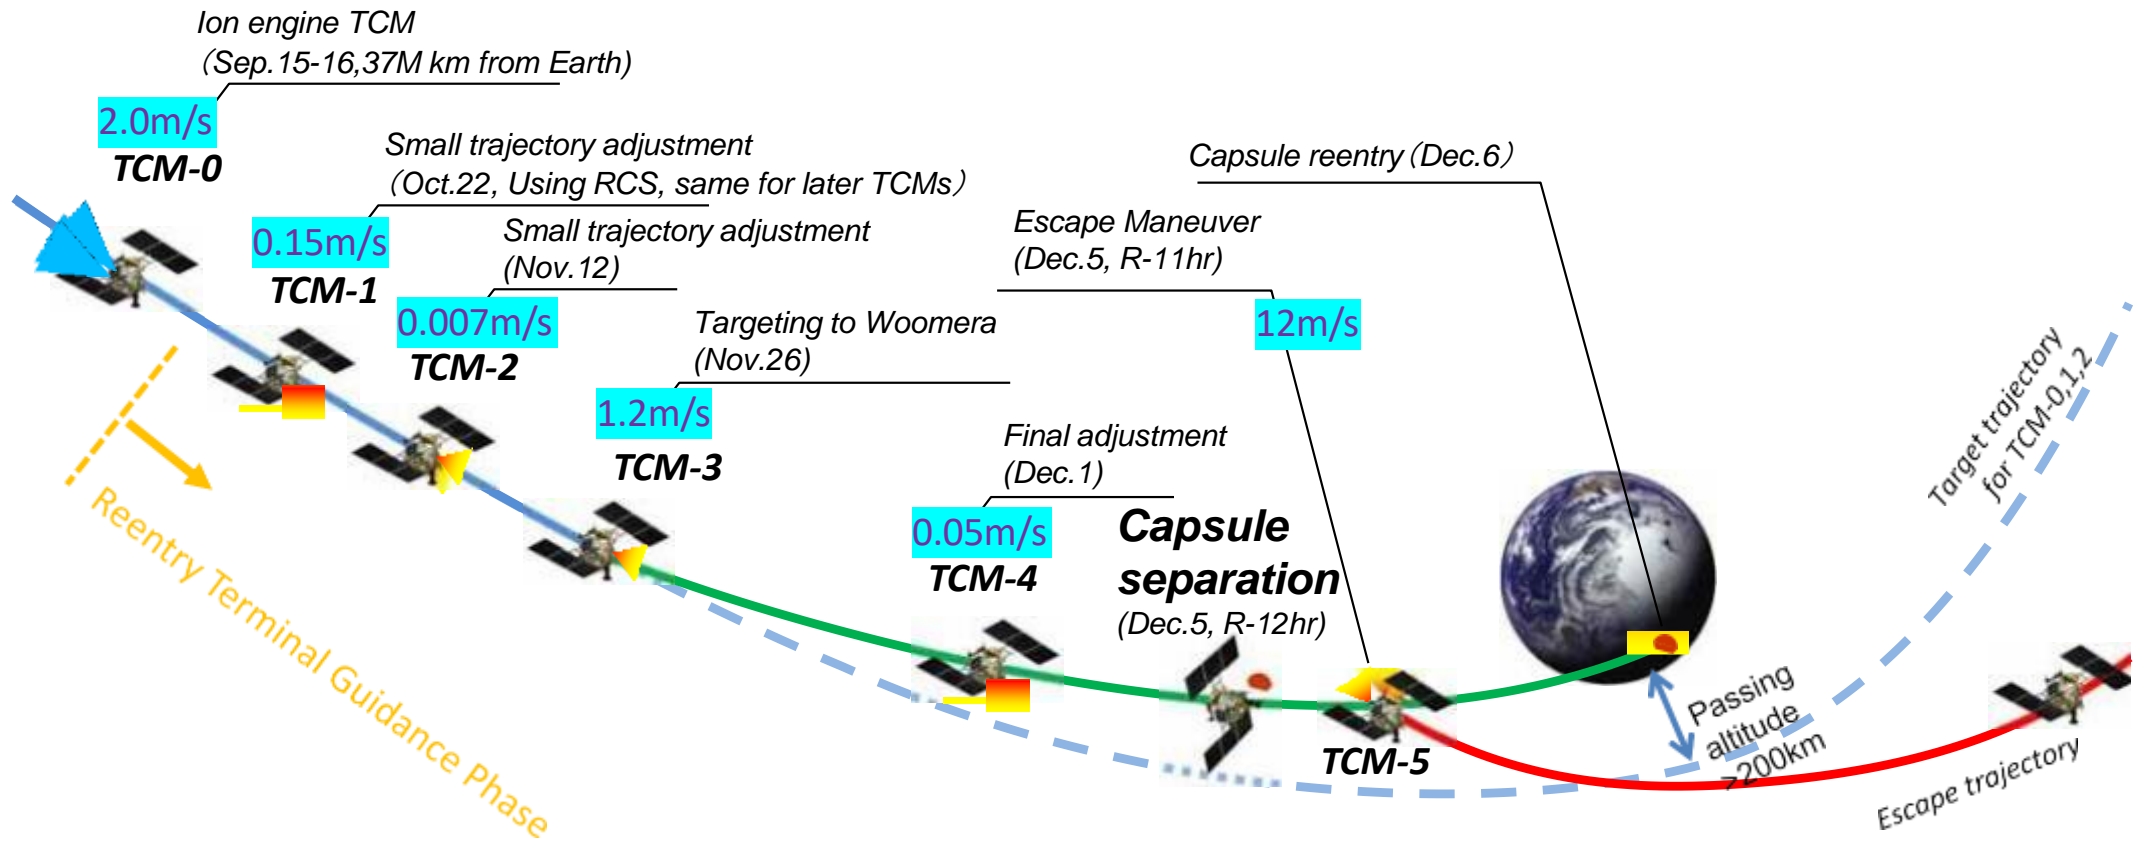 Ion engine TCM
(Sep.15-16,37M km from Earth)
2.0m/s
TCM-0
Small trajectory adjustment
(Oct.22, Using RCS, same for later TCMs)
0.15m/s
TCM-1
Small trajectory adjustment
(Nov.12)
0.007m/s
TCM-2
Targeting to Woomera
(Nov.26)
1.2m/s
TCM-3
Final adjustment
(Dec.1)
0.05m/s
TCM-4
Capsule
separation
(Dec.5, R-12hr)
Escape Maneuver
(Dec.5, R-11hr)
12m/s
TCM-5
Capsule reentry(Dec.6)
Target trajectory
for TCM-0,1,2
Passing
altitude
>200km
Escape trajectory
Reentry Terminal Guidance Phase